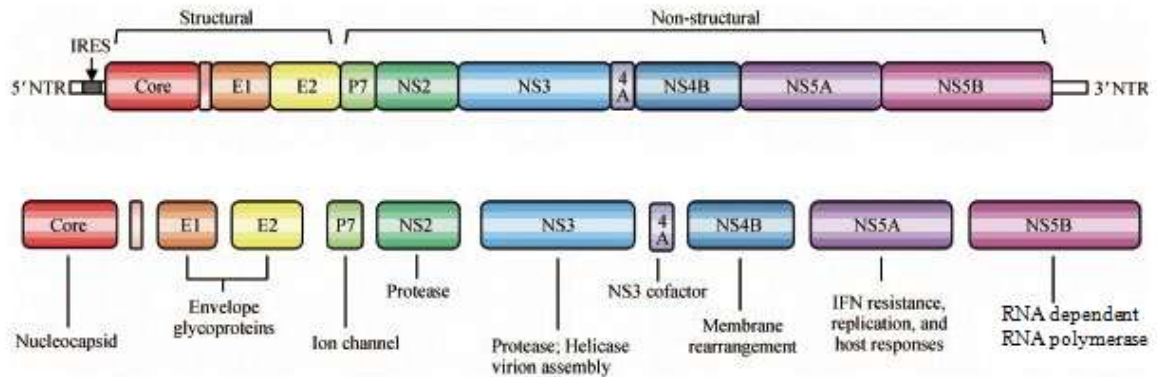 Structural
Non-structural
IRES
5'NTR
Core
E1
E2
P7
NS2
NS3
4
A
NS4B
NS5A
NS5B
3'NTR
Core
E1
E2
P7
NS2
NS3
4
A
NS4B
NS5A
NS5B
Nucleocapsid
Envelope
glycoproteins
Ion channel
Protease
Protease; Helicase
virion assembly
NS3 cofactor
Membrane
rearrangement
IFN resistance,
replication, and
host responses
RNA dependent
RNA polymerase